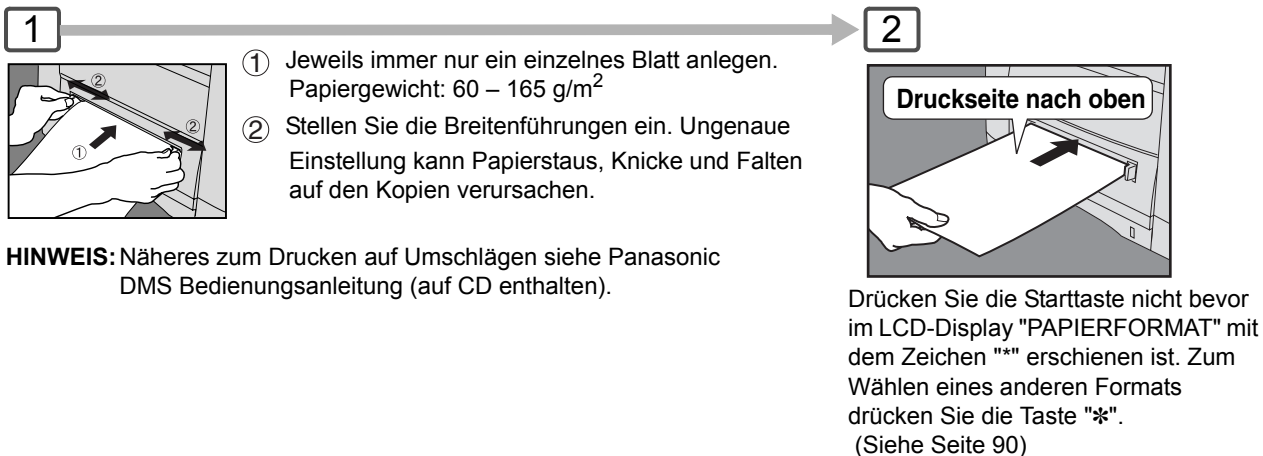 1
① Jeweils immer nur ein einzelnes Blatt anlegen.
Papiergewicht: 60 – 165 g/m²
② Stellen Sie die Breitenführungen ein. Ungenaue
Einstellung kann Papierstaus, Knicke und Falten
auf den Kopien verursachen.
②
②
①
HINWEIS: Näheres zum Drucken auf Umschlägen siehe Panasonic
DMS Bedienungsanleitung (auf CD enthalten).
2
Druckseite nach oben
Drücken Sie die Starttaste nicht bevor
im LCD-Display "PAPIERFORMAT" mit
dem Zeichen "*" erschienen ist. Zum
Wählen eines anderen Formats
drücken Sie die Taste "✻".
(Siehe Seite 90)